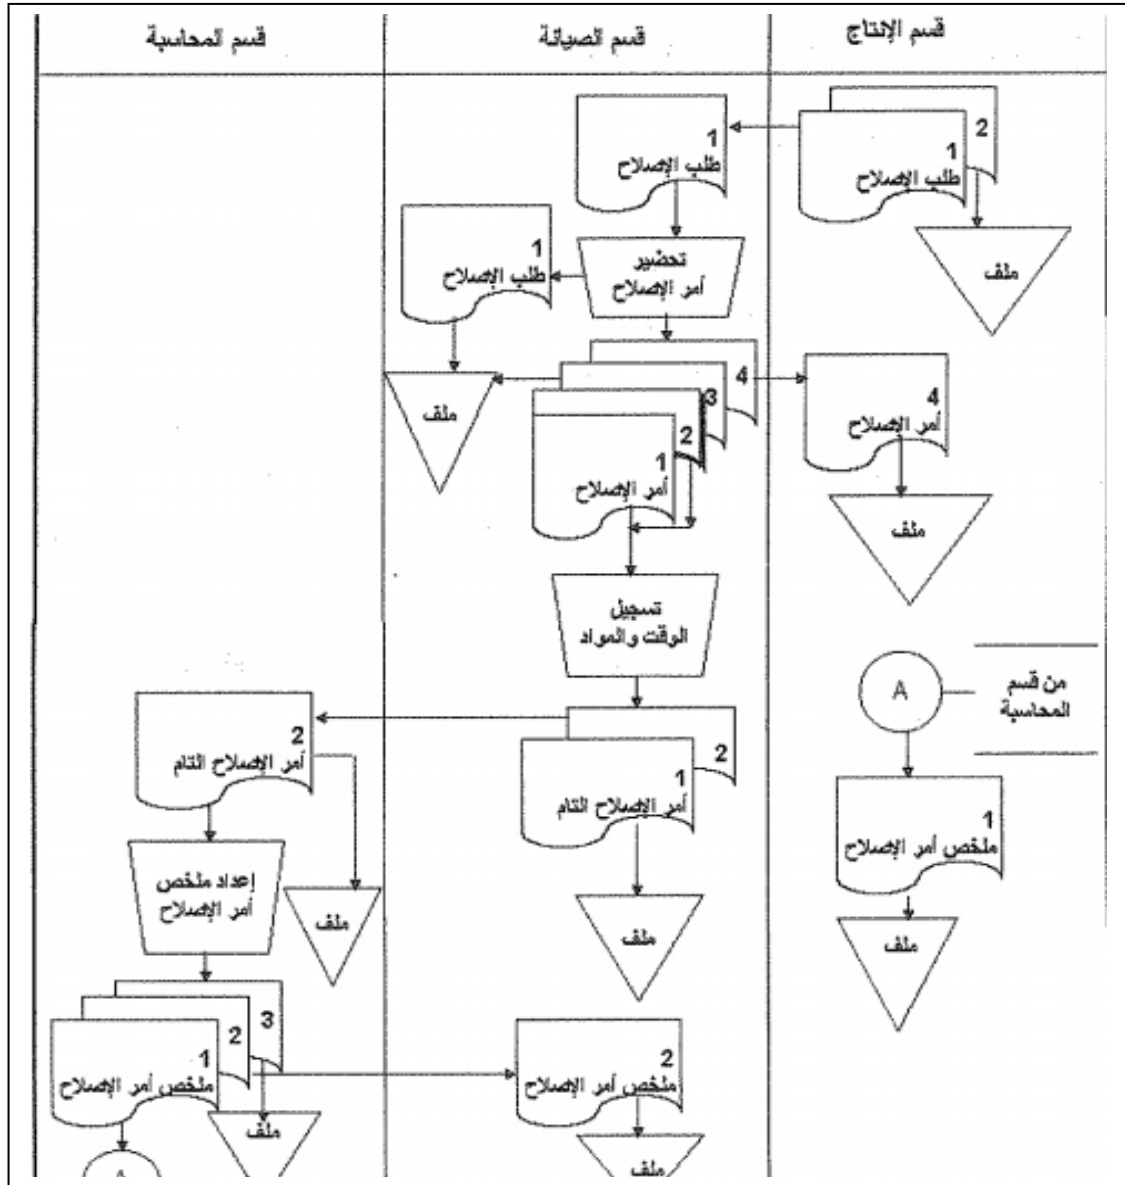 قسم الإنتاج
قسم الصيانة
قسم المحاسبة
2
1
طلب الإصلاح
1
طلب الإصلاح
ملف
تحضير
أمر الإصلاح
1
طلب الإصلاح
4
3
2
1
أمر الإصلاح
4
أمر الإصلاح
ملف
ملف
تسجيل
الوقت والمواد
من قسم
المحاسبة
A
2
1
أمر الإصلاح التام
2
أمر الإصلاح التام
1
ملخص أمر الإصلاح
إعداد ملخص
أمر الإصلاح
ملف
ملف
ملف
3
2
1
ملخص أمر الإصلاح
2
ملخص أمر الإصلاح
ملف
ملف
A